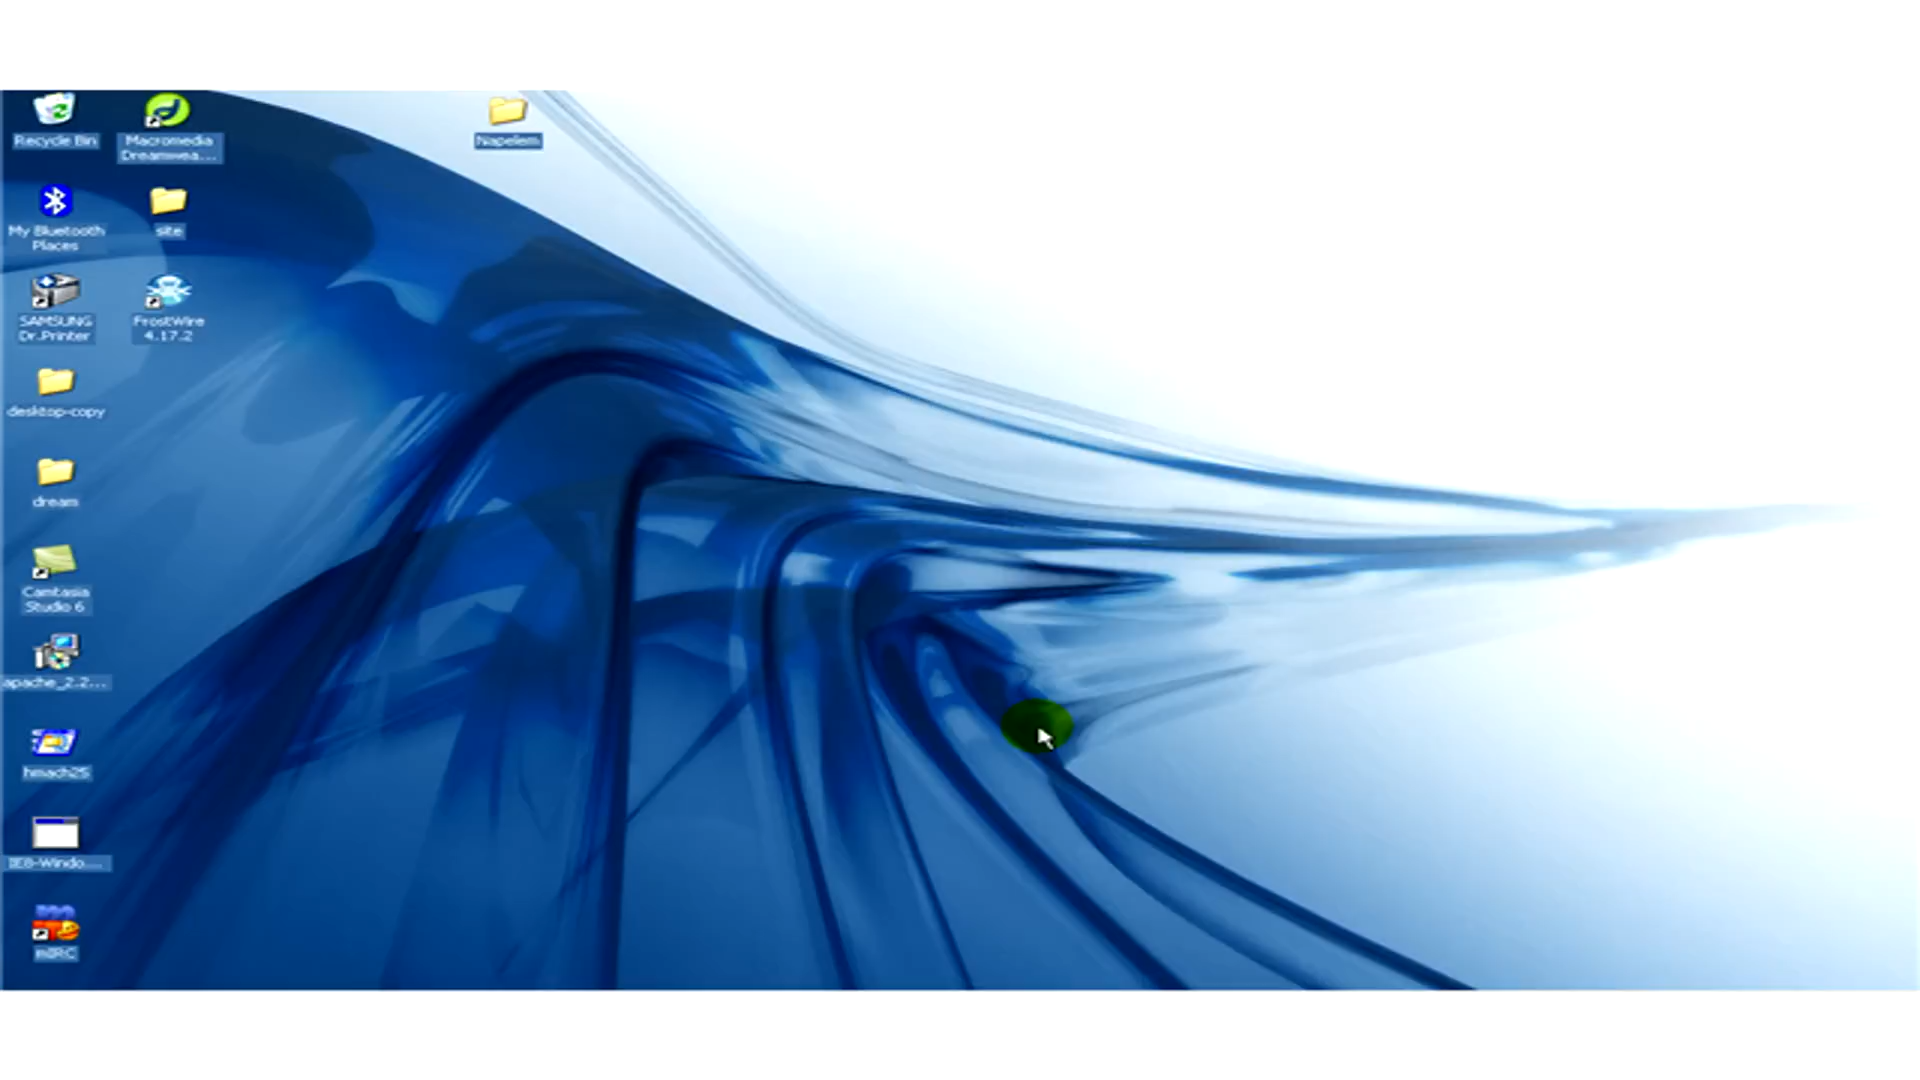 Recycle Bin
Macromedia
Dreamwea...
Napelem
My Bluetooth
Places
site
SAMSUNG
Dr.Printer
FrostWire
4.17.2
desktop-copy
dream
Camtasia
Studio 6
apache_2.2...
hmach25
IE8-Windo...
mIRC